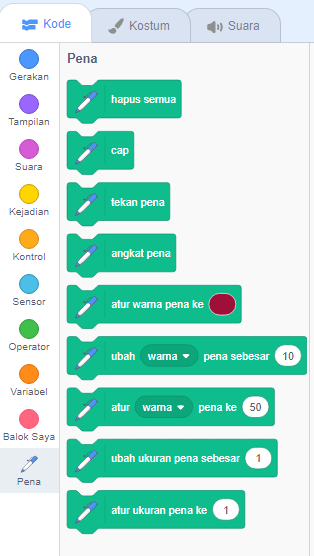 Kode
Kostum
Suara
Gerakan
Tampilan
Suara
Kejadian
Kontrol
Sensor
Operator
Variabel
Balok Saya
Pena
Pena
hapus semua
cap
tekan pena
angkat pena
atur warna pena ke
ubah warna pena sebesar 10
atur warna pena ke 50
ubah ukuran pena sebesar 1
atur ukuran pena ke 1